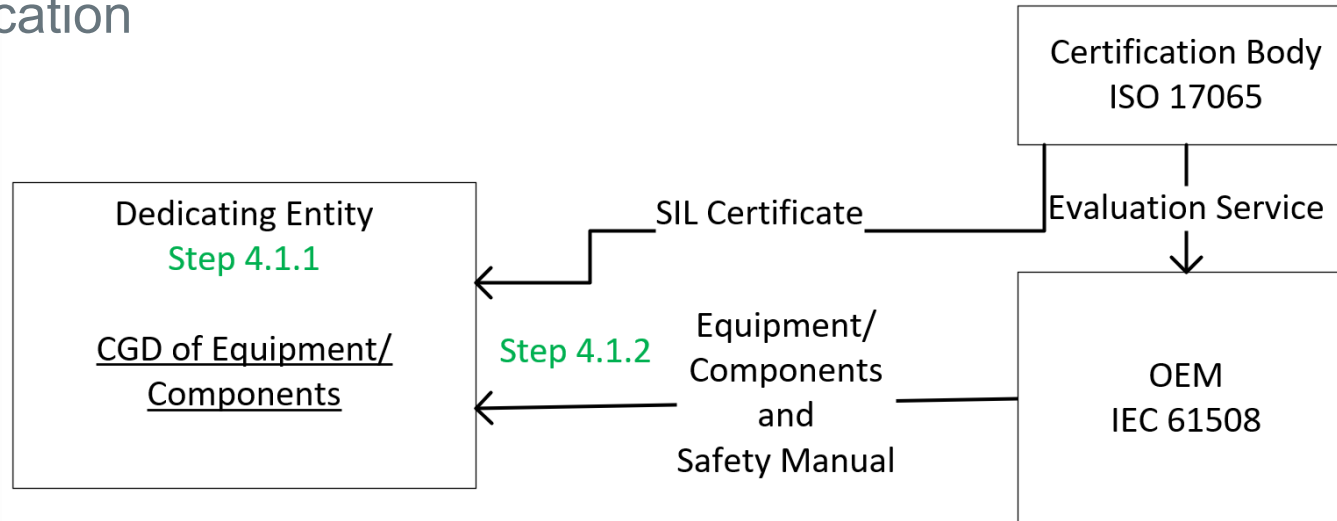 cation
Certification Body
ISO 17065
Dedicating Entity
Step 4.1.1
CGD of Equipment/
Components
SIL Certificate
Evaluation Service
Step 4.1.2
Equipment/
Components
and
Safety Manual
OEM
IEC 61508